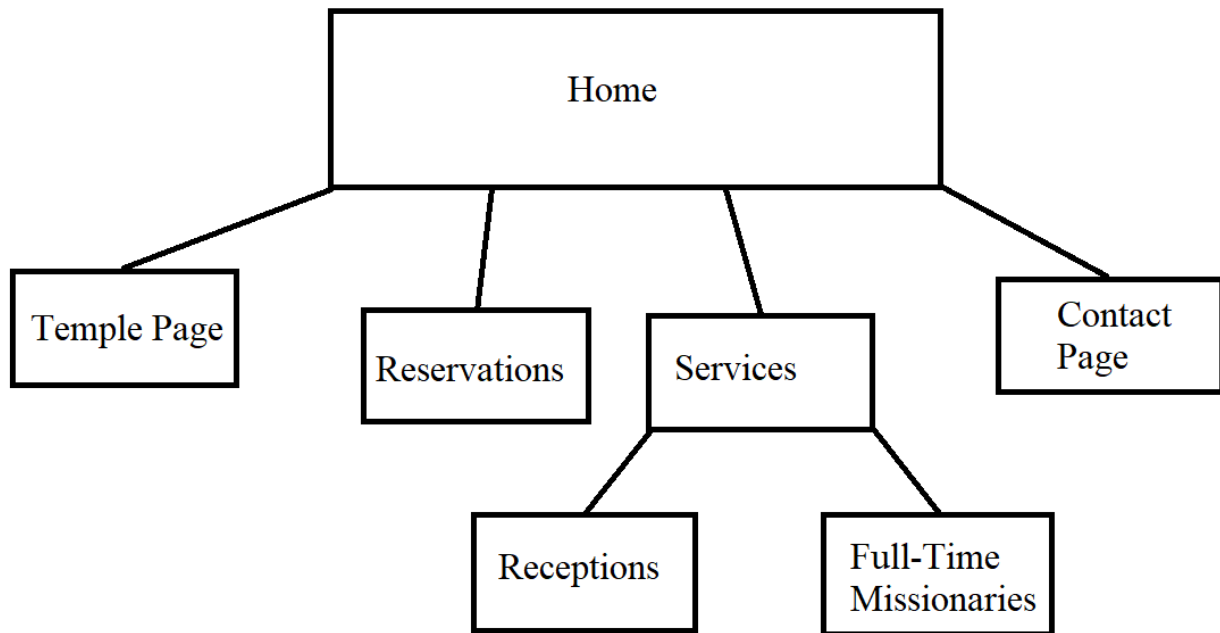 Home
Temple Page
Reservations
Services
Contact
Page
Receptions
Full-Time
Missionaries